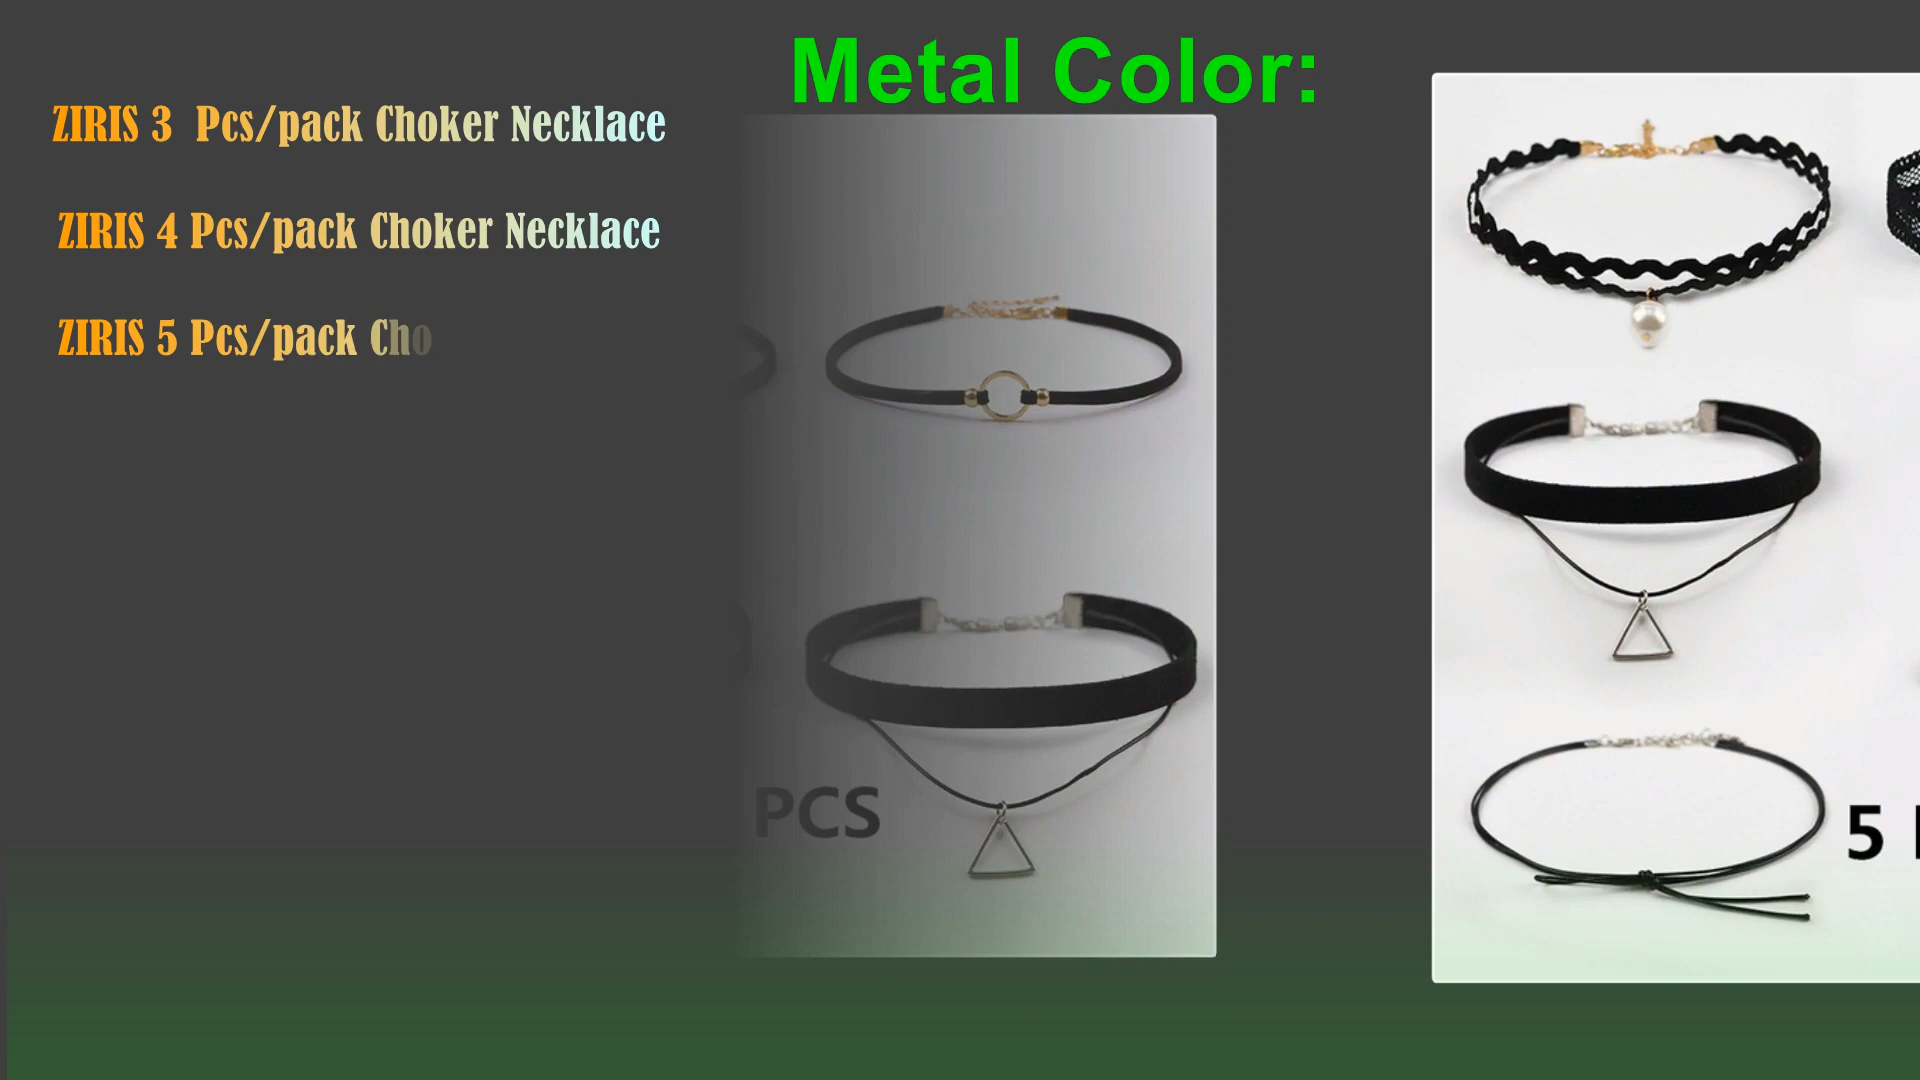 Metal Color:
ZIRIS 3  Pcs/pack Choker Necklace
ZIRIS 4 Pcs/pack Choker Necklace
ZIRIS 5 Pcs/pack Cho
PCS
5